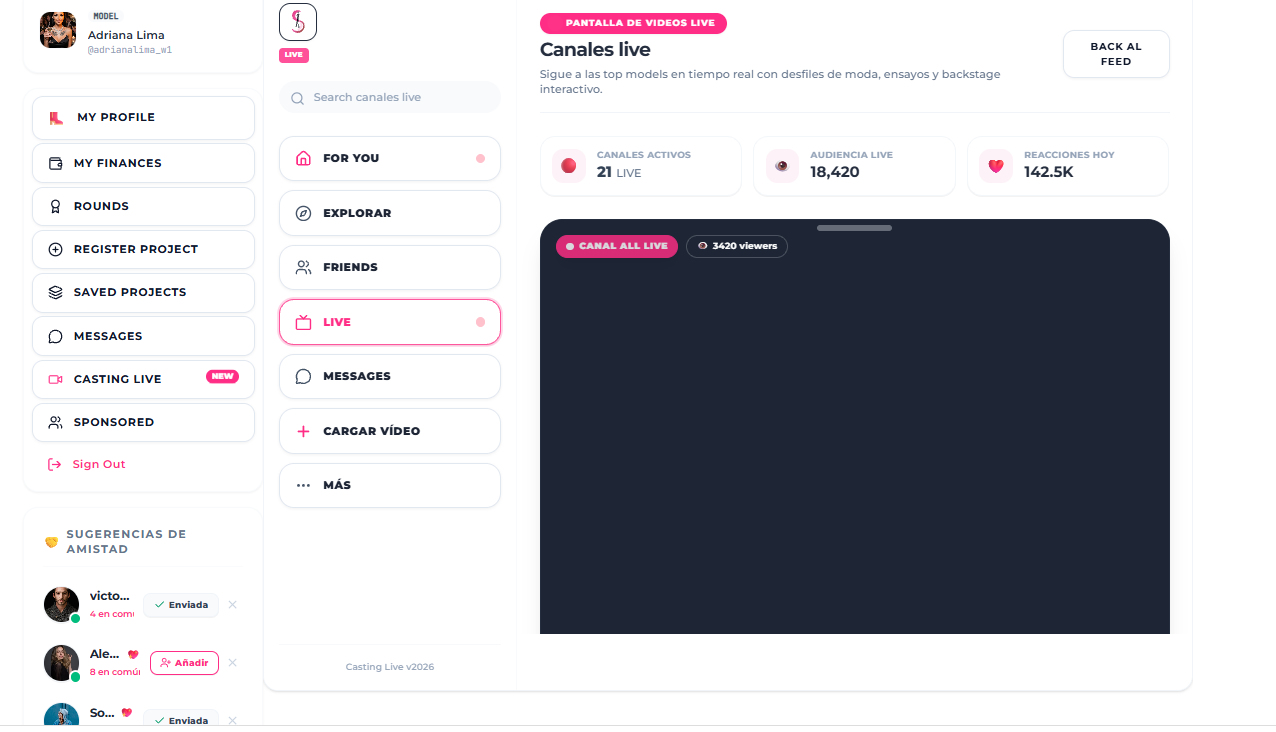 MODEL
Adriana Lima
@adrianalima_w1
MY PROFILE
MY FINANCES
ROUNDS
REGISTER PROJECT
SAVED PROJECTS
MESSAGES
CASTING LIVE
NEW
SPONSORED
Sign Out
SUGERENCIAS DE
AMISTAD
victo...
4 en comú
Enviada
Ale...
8 en común
Añadir
So...
Enviada
LIVE
Search canales live
FOR YOU
EXPLORAR
FRIENDS
LIVE
MESSAGES
CARGAR VÍDEO
MÁS
Casting Live v2026
PANTALLA DE VIDEOS LIVE
Canales live
Sigue a las top models en tiempo real con desfiles de moda, ensayos y backstage
interactivo.
BACK AL
FEED
CANALES ACTIVOS
21 LIVE
AUDIENCIA LIVE
18,420
REACCIONES HOY
142.5K
CANAL ALL LIVE
3420 viewers